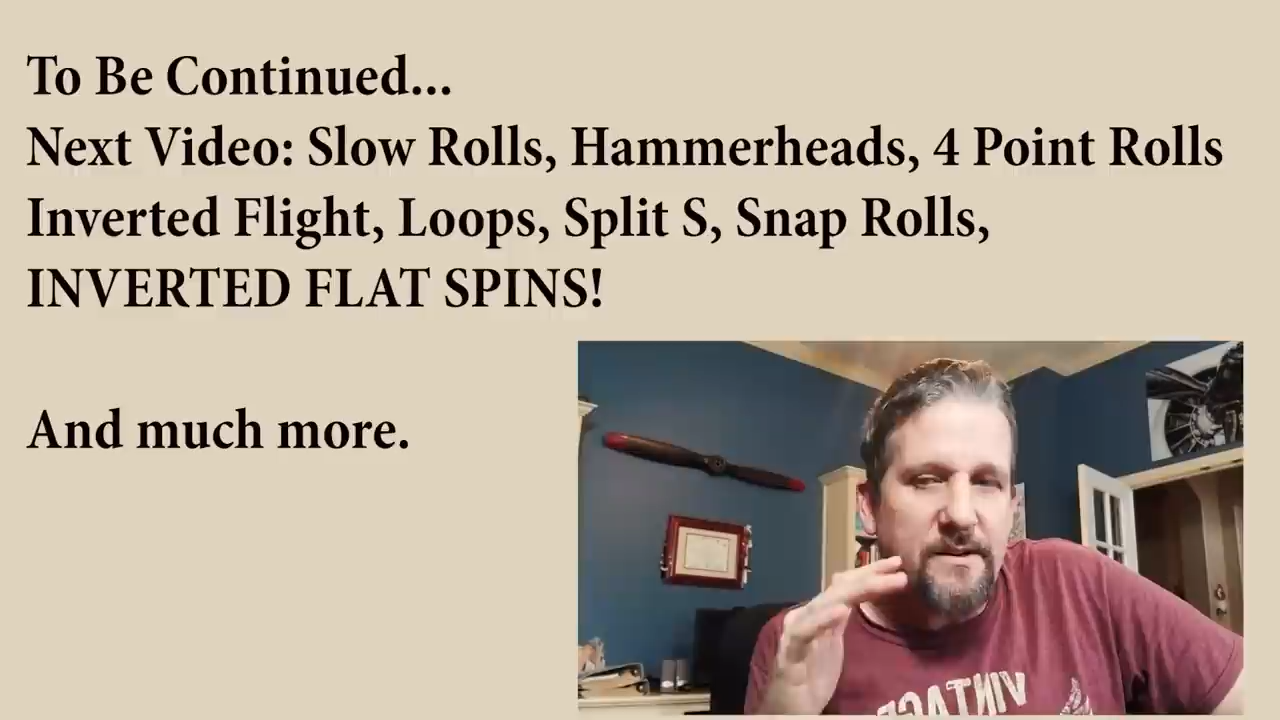 To Be Continued...
Next Video: Slow Rolls, Hammerheads, 4 Point Rolls
Inverted Flight, Loops, Split S, Snap Rolls,
INVERTED FLAT SPINS!
And much more.
VINTAGE